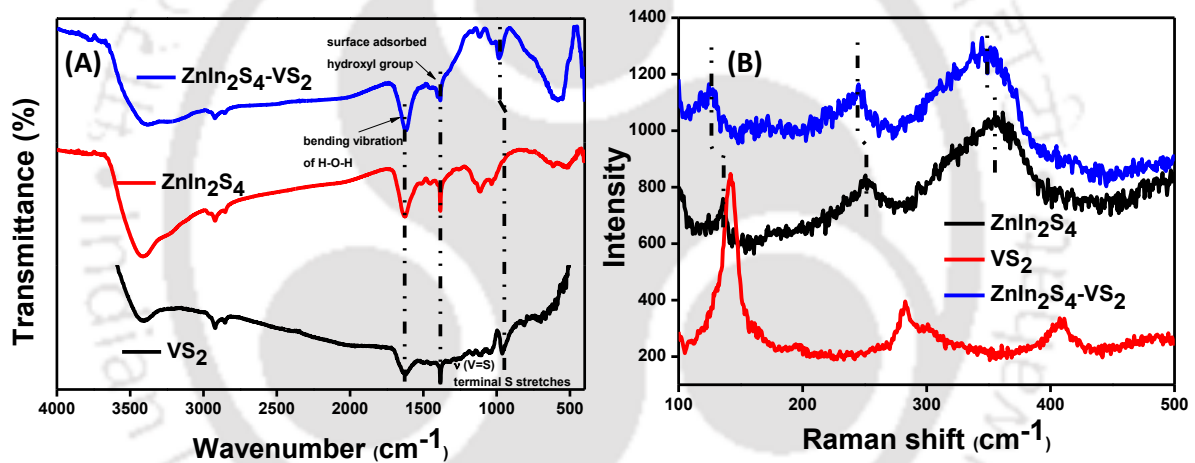 (A)
ZnIn2S4-VS2
surface adsorbed
hydroxyl group
bending vibration
of H-O-H
ZnIn2S4
VS2
ν (V=S)
terminal S stretches
Transmittance (%)
4000 3500 3000 2500 2000 1500 1000 500
Wavenumber (cm-1)
(B)
1400
1200
1000
800
600
400
200
Intensity
ZnIn2S4
VS2
ZnIn2S4-VS2
100 200 300 400 500
Raman shift (cm-1)
Indian